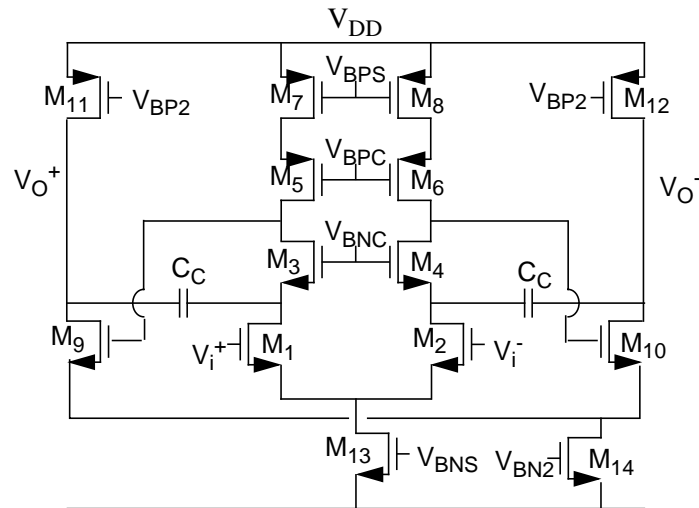 V_DD
M_11
V_BP2
M_7
V_BPS
M_8
V_BP2
M_12
V_O^+
M_5
V_BPC
M_6
V_O^-
M_3
V_BNC
M_4
C_C
C_C
M_9
V_i^+
M_1
M_2
V_i^-
M_10
M_13
V_BNS
V_BN2
M_14